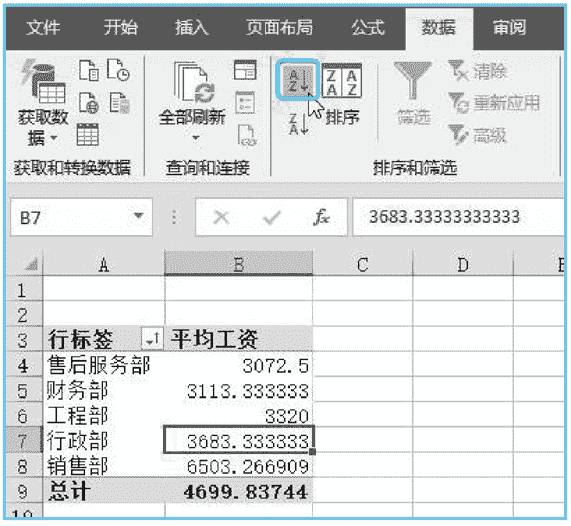 文件 开始 插入 页面布局 公式 数据 审阅
获取数据 全部刷新 排序 筛选 清除 重新应用 高级
获取和转换数据 查询和连接 排序和筛选
B7 fx 3683.33333333333
A B C D
1
2
3 行标签 平均工资
4 售后服务部 3072.5
5 财务部 3113.333333
6 工程部 3320
7 行政部 3683.333333
8 销售部 6503.266909
9 总计 4699.83744
10